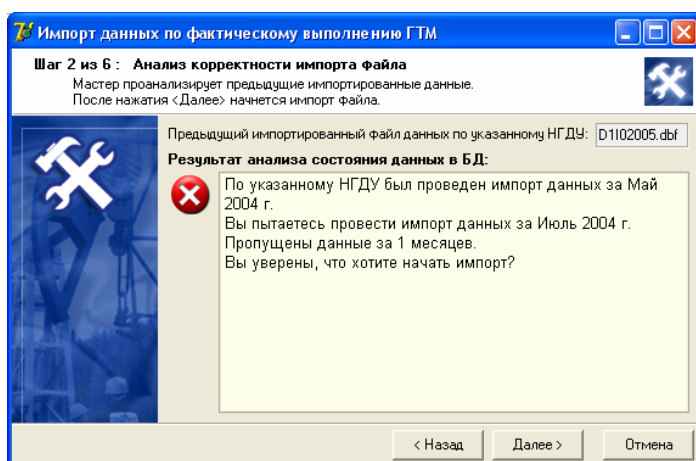 Импорт данных по фактическому выполнению ГТМ
Шаг 2 из 6 : Анализ корректности импорта файла
Мастер проанализирует предыдущие импортированные данные.
После нажатия <Далее> начнется импорт файла.
Предыдущий импортированный файл данных по указанному НГДУ: D1I02005.dbf
Результат анализа состояния данных в БД:
По указанному НГДУ был проведен импорт данных за Май
2004 г.
Вы пытаетесь провести импорт данных за Июль 2004 г.
Пропущены данные за 1 месяцев.
Вы уверены, что хотите начать импорт?
< Назад Далее > Отмена